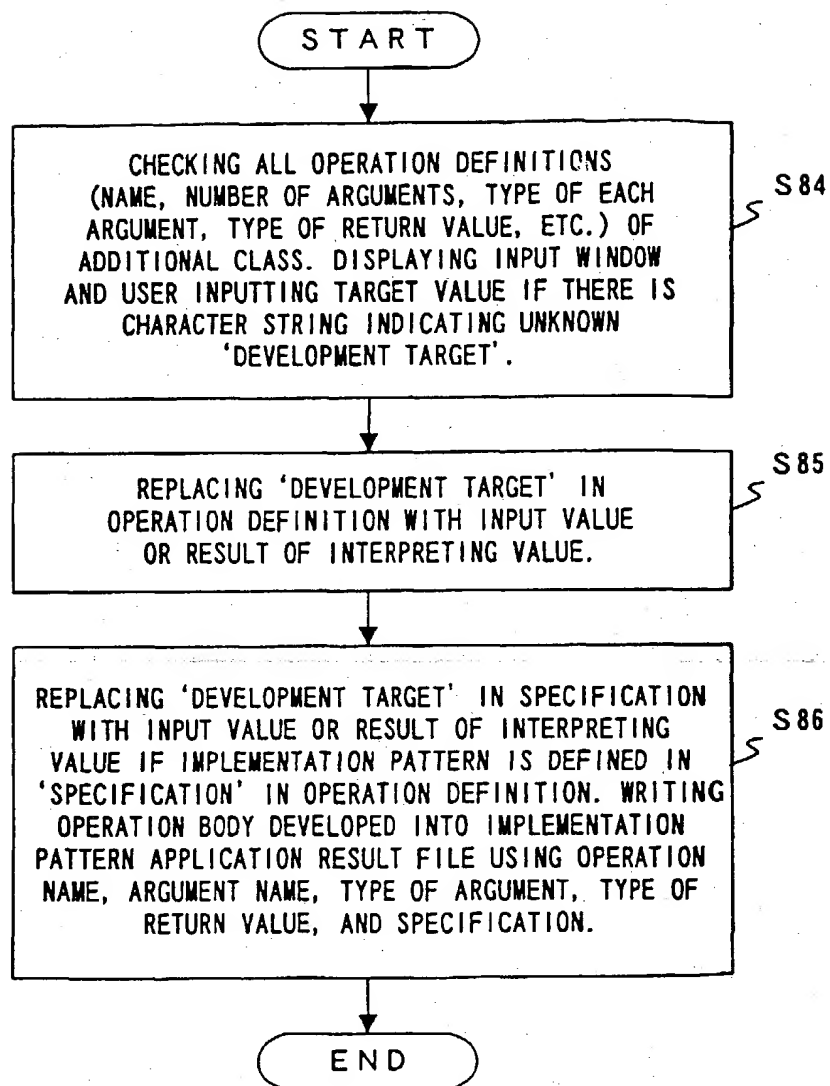 START
CHECKING ALL OPERATION DEFINITIONS
(NAME, NUMBER OF ARGUMENTS, TYPE OF EACH
ARGUMENT, TYPE OF RETURN VALUE, ETC.) OF
ADDITIONAL CLASS. DISPLAYING INPUT WINDOW
AND USER INPUTTING TARGET VALUE IF THERE IS
CHARACTER STRING INDICATING UNKNOWN
'DEVELOPMENT TARGET'.
S84
REPLACING 'DEVELOPMENT TARGET' IN
OPERATION DEFINITION WITH INPUT VALUE
OR RESULT OF INTERPRETING VALUE.
S85
REPLACING 'DEVELOPMENT TARGET' IN SPECIFICATION
WITH INPUT VALUE OR RESULT OF INTERPRETING
VALUE IF IMPLEMENTATION PATTERN IS DEFINED IN
'SPECIFICATION' IN OPERATION DEFINITION. WRITING
OPERATION BODY DEVELOPED INTO IMPLEMENTATION
PATTERN APPLICATION RESULT FILE USING OPERATION
NAME, ARGUMENT NAME, TYPE OF ARGUMENT, TYPE OF
RETURN VALUE, AND SPECIFICATION.
S86
END